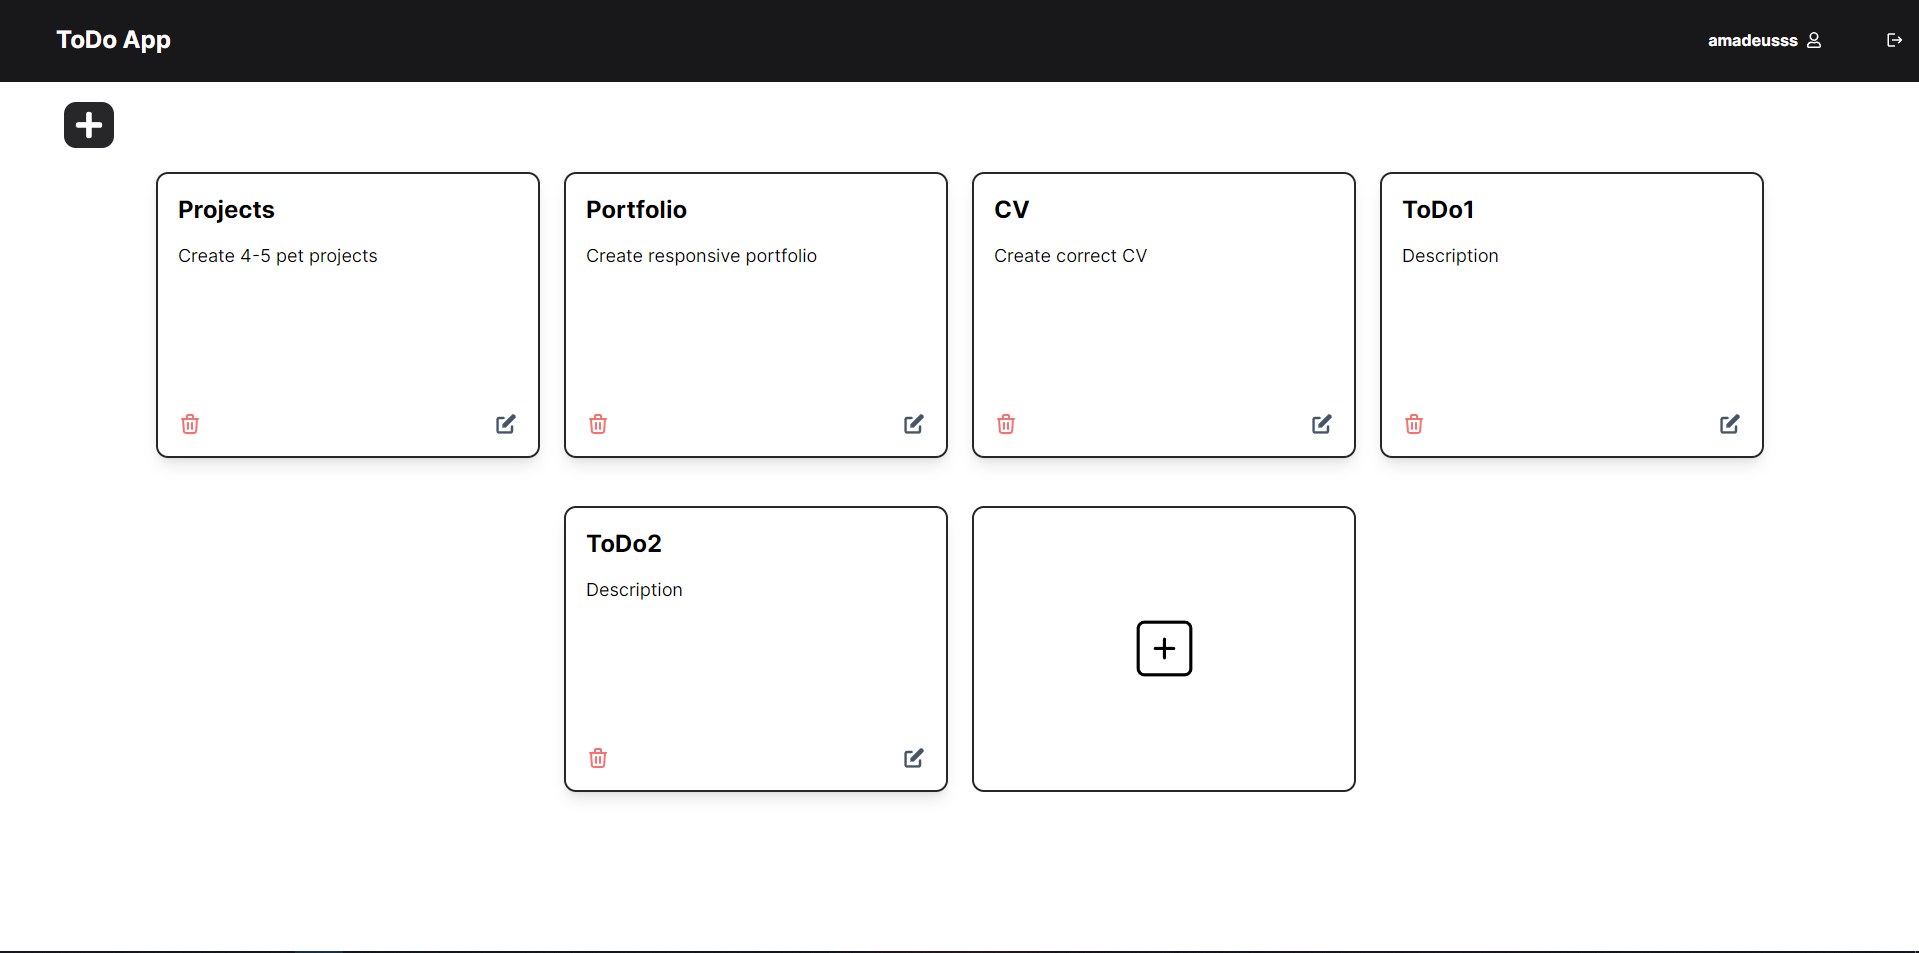 ToDo App
amadeusss
Projects
Create 4-5 pet projects
Portfolio
Create responsive portfolio
CV
Create correct CV
ToDo1
Description
ToDo2
Description